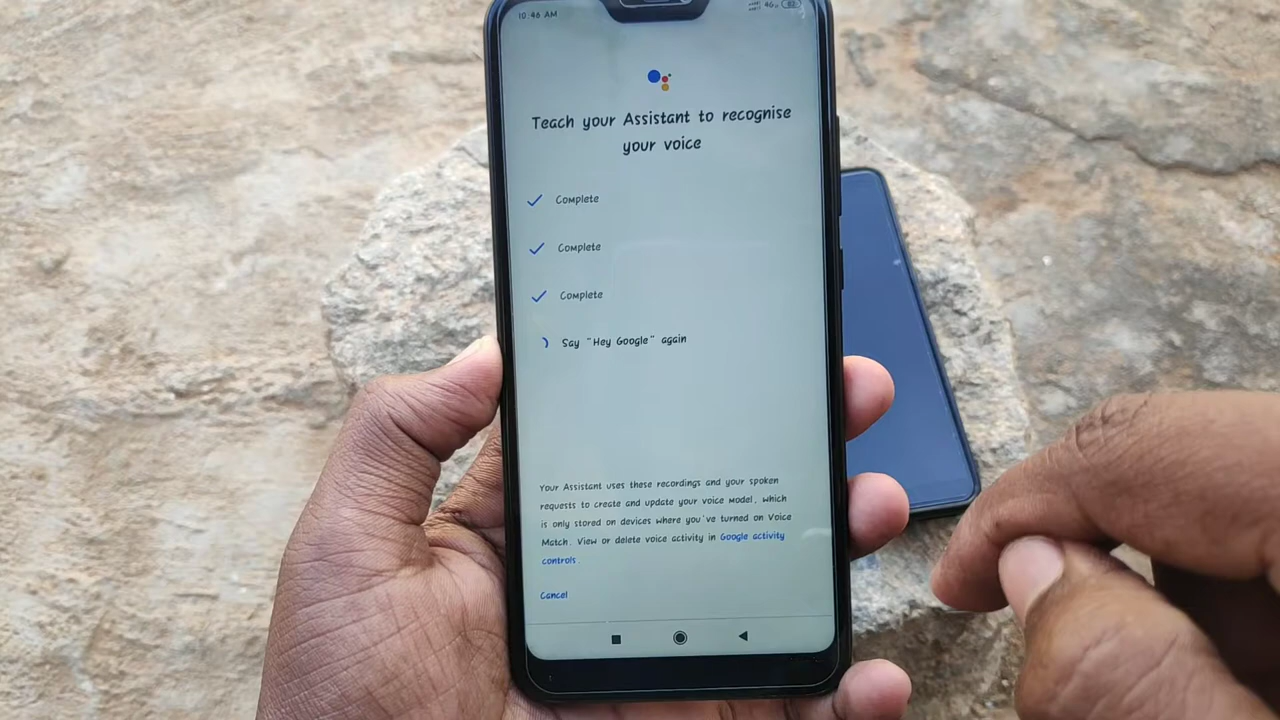 10:46 AM
4G
82
Teach your Assistant to recognise
your voice
Complete
Complete
Complete
Say "Hey Google" again
Your Assistant uses these recordings and your spoken
requests to create and update your voice model, which
is only stored on devices where you've turned on Voice
Match. View or delete voice activity in Google activity
controls.
Cancel